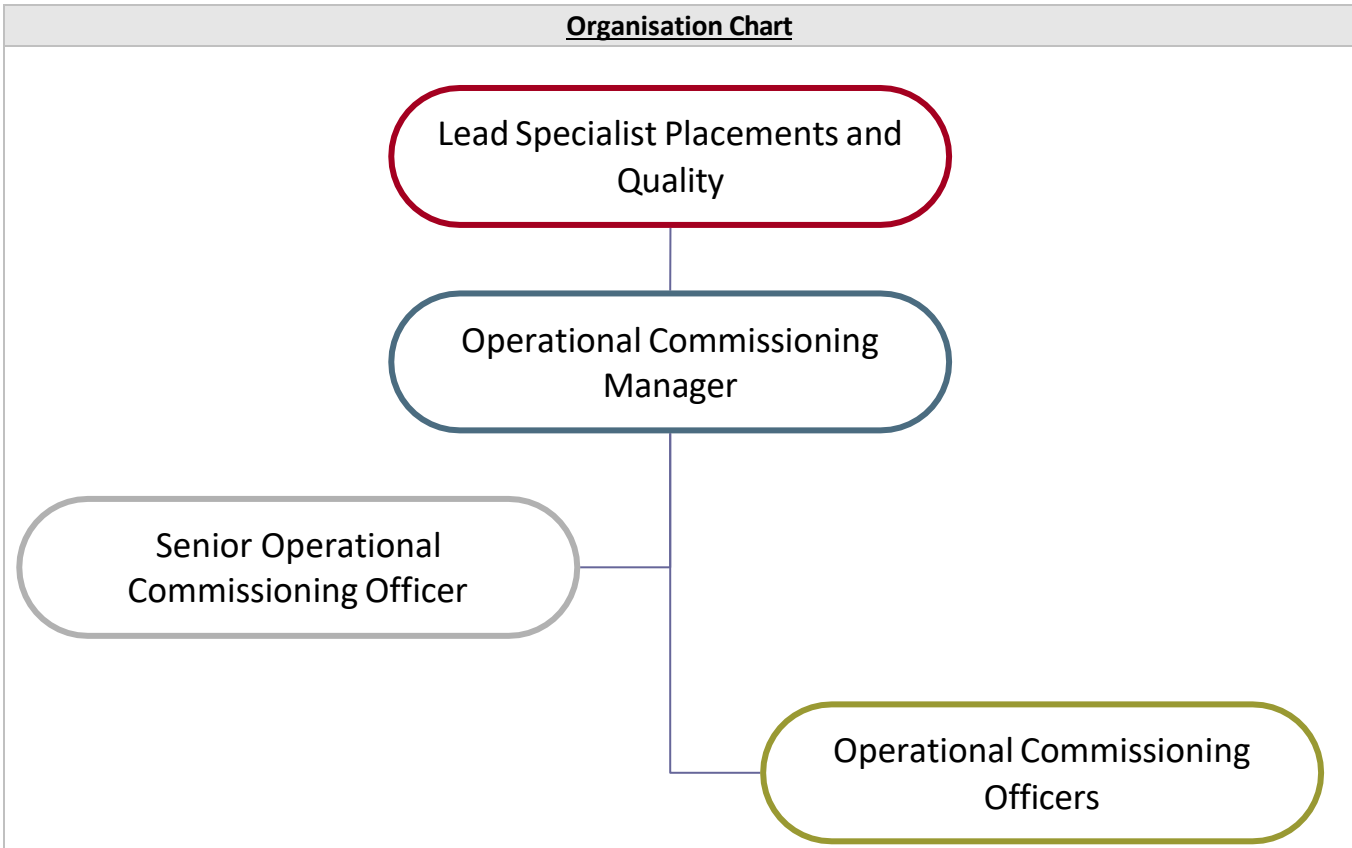 Organisation Chart
Lead Specialist Placements and
Quality
Operational Commissioning
Manager
Senior Operational
Commissioning Officer
Operational Commissioning
Officers